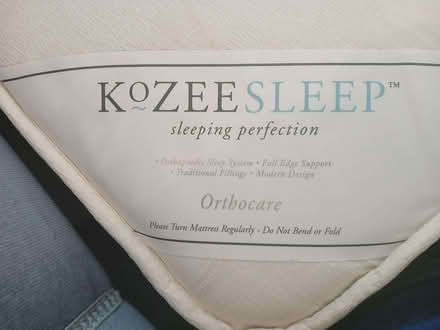 KoZEESLEEP™
sleeping perfection
• Orthopaedic Sleep System • Full Edge Support
• Traditional Fillings • Modern Design
Orthocare
Please Turn Mattress Regularly - Do Not Bend or Fold